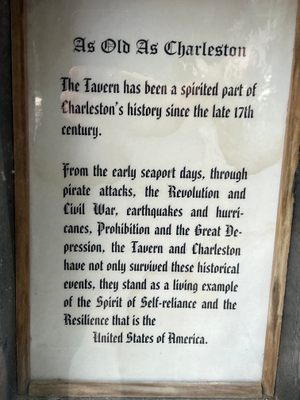 As Old As Charleston
The Tavern has been a spirited part of
Charleston's history since the late 17th
century.
From the early seaport days, through
pirate attacks, the Revolution and
Civil War, earthquakes and hurri-
canes, Prohibition and the Great De-
pression, the Tavern and Charleston
have not only survived these historical
events, they stand as a living example
of the Spirit of Self-reliance and the
Resilience that is the
United States of America.